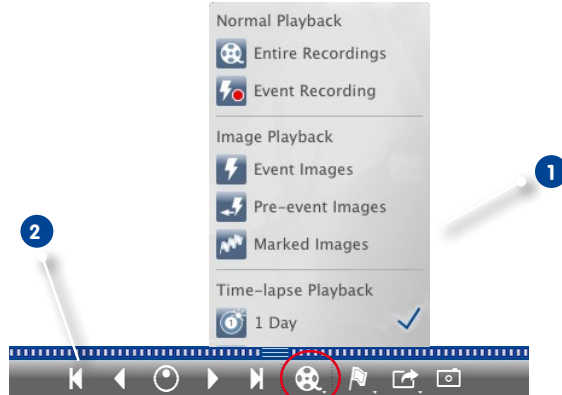 Normal Playback
Entire Recordings
Event Recording
Image Playback
Event Images
Pre-event Images
Marked Images
Time-lapse Playback
1 Day
1
2